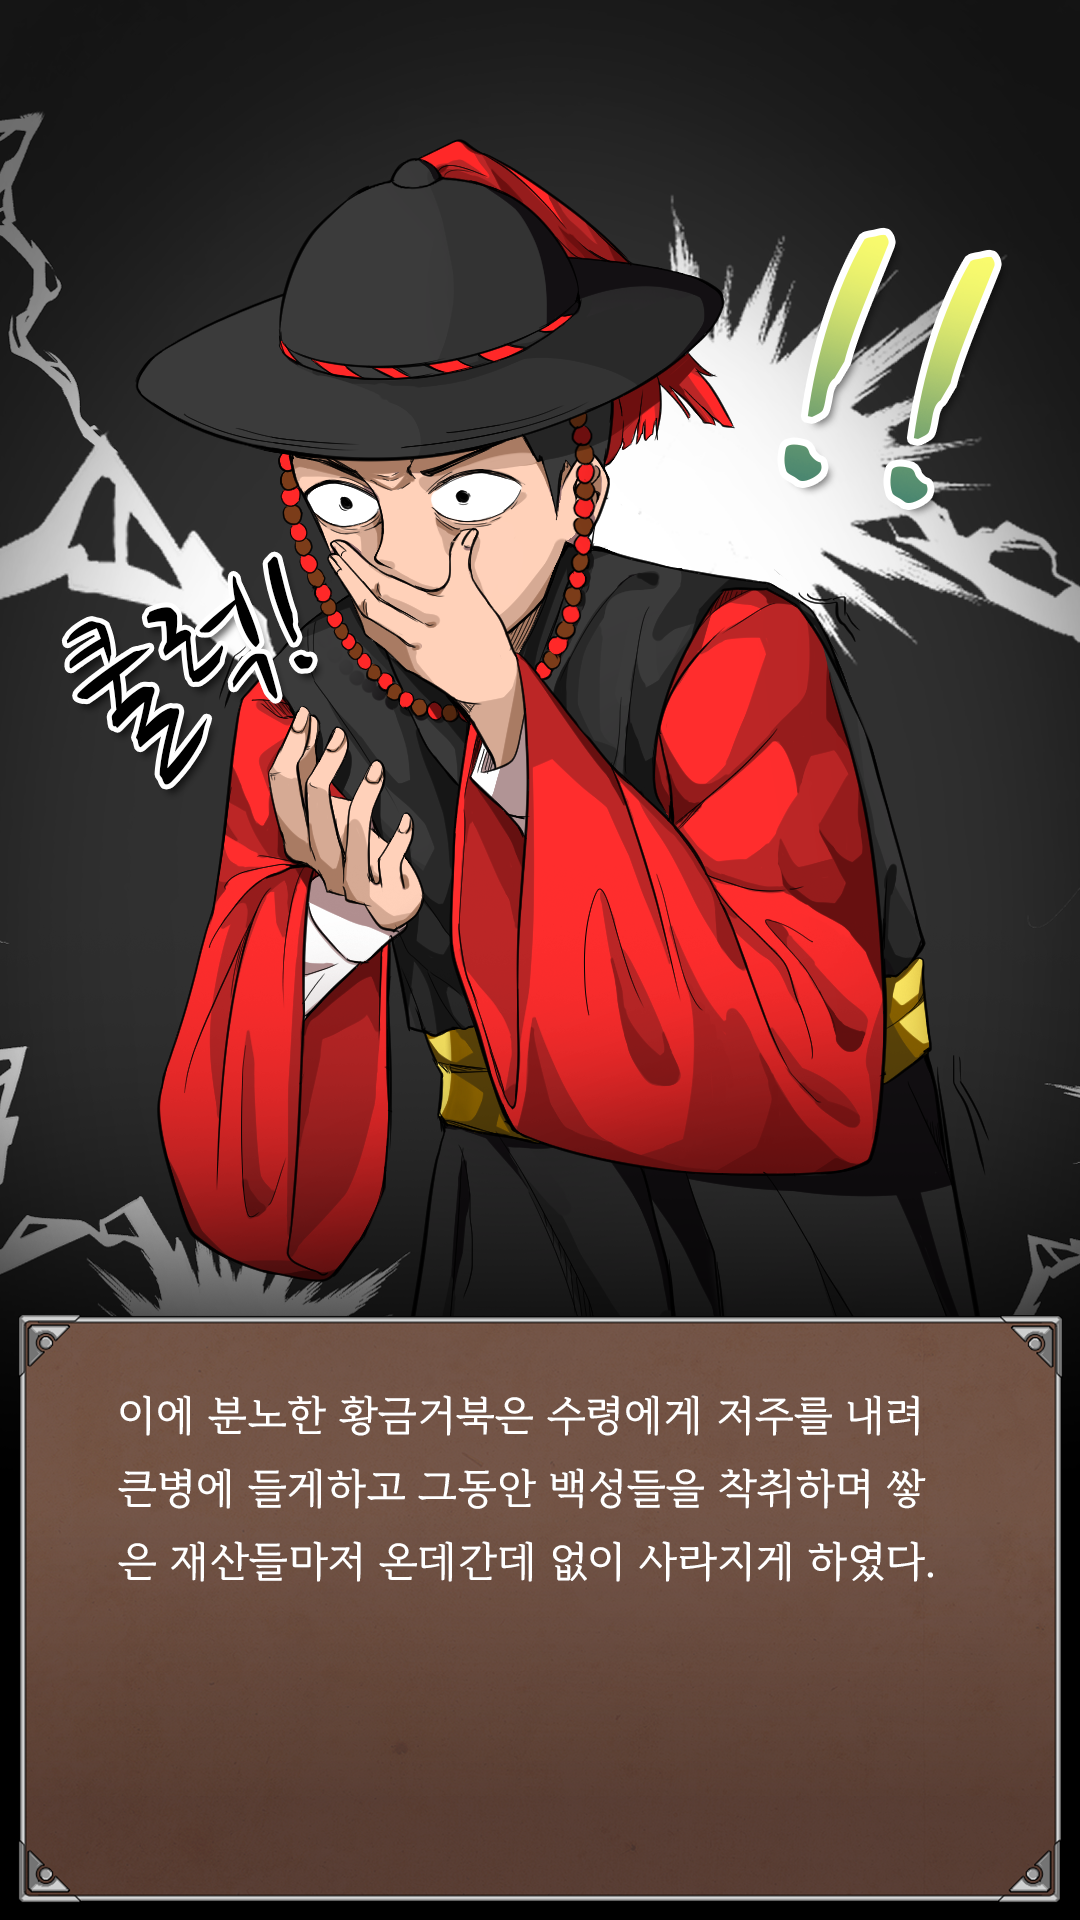 !!
쿨럭!
이에 분노한 황금거북은 수령에게 저주를 내려
큰병에 들게하고 그동안 백성들을 착취하며 쌓
은 재산들마저 온데간데 없이 사라지게 하였다.